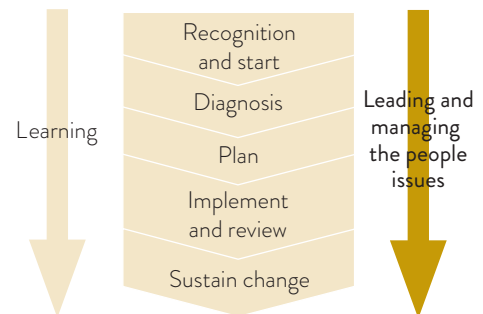 Learning
Recognition
and start
Diagnosis
Plan
Implement
and review
Sustain change
Leading and
managing
the people
issues